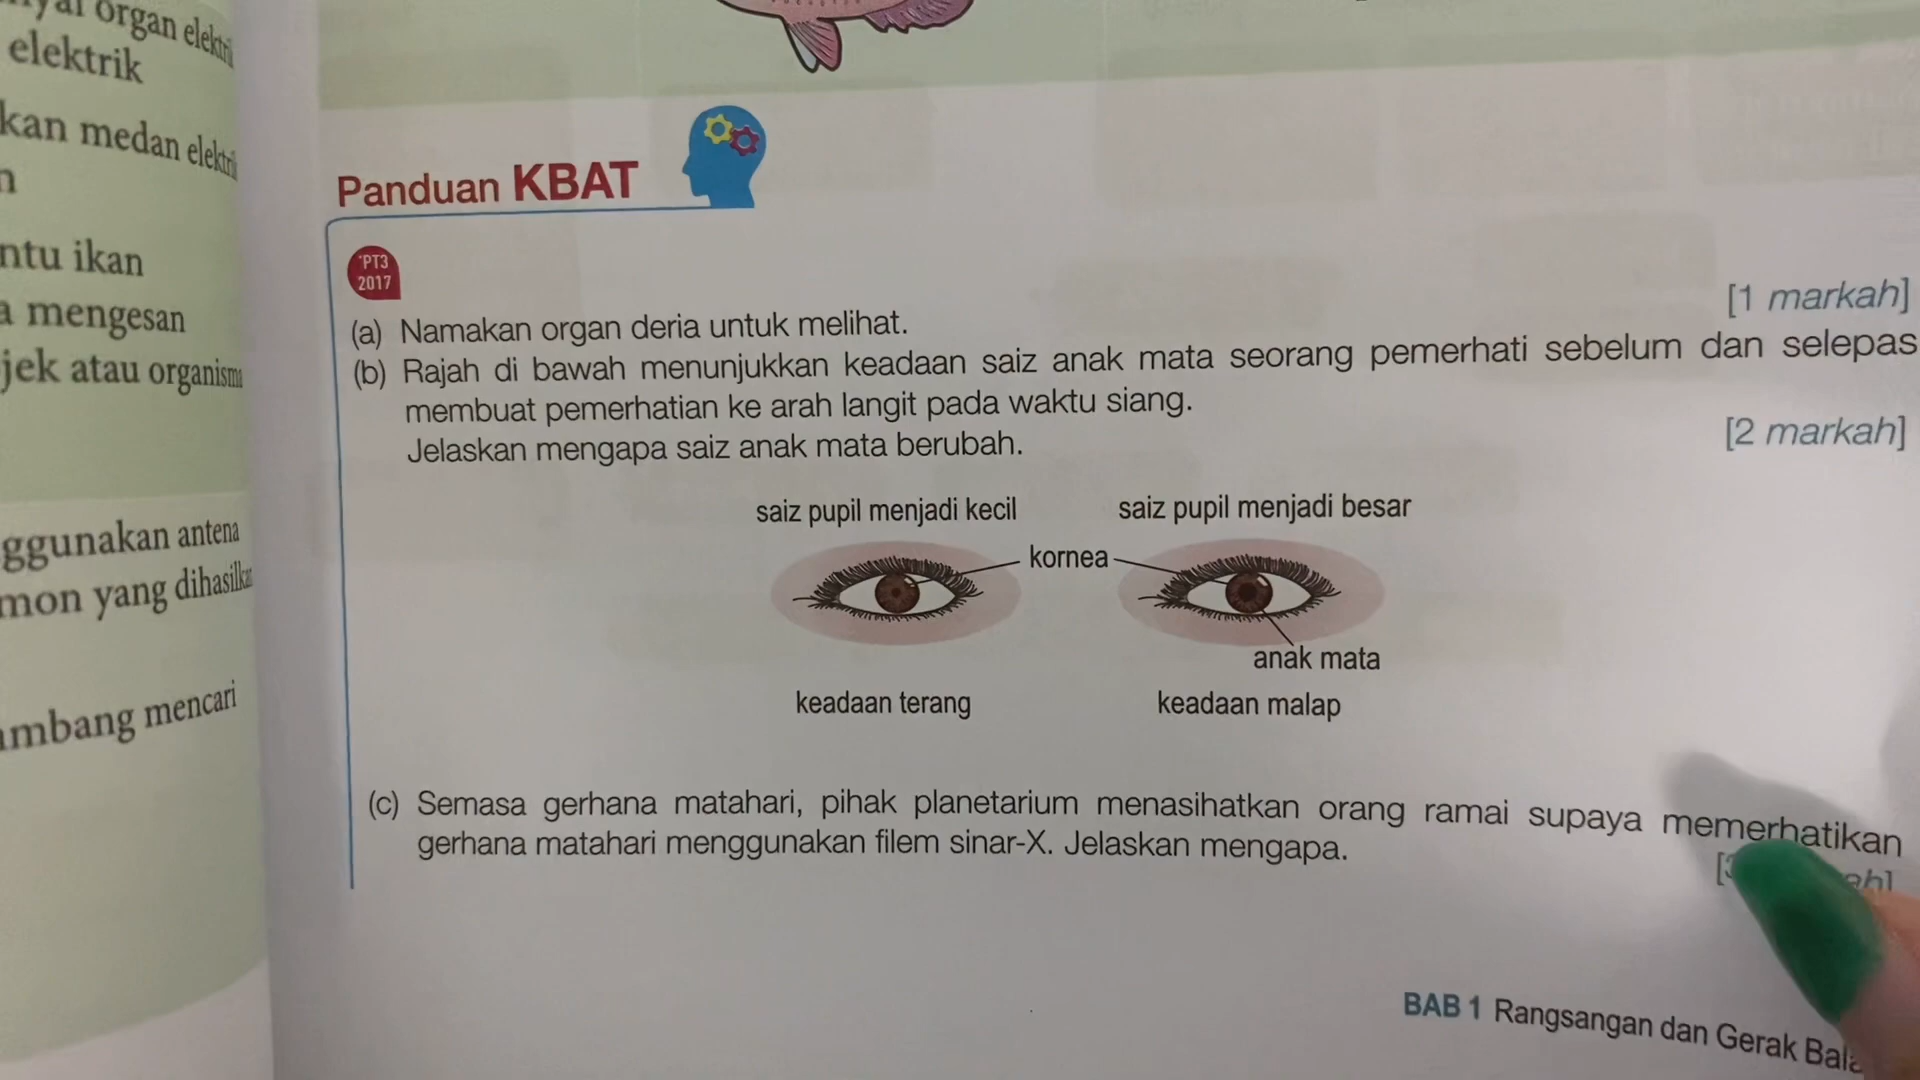 organ elektri
elektrik
kan medan elektri
n
ntu ikan
a mengesan
jek atau organisma
ggunakan antena
mon yang dihasilkan
ambang mencari
Panduan KBAT
PT3
2017
(a) Namakan organ deria untuk melihat. [1 markah]
(b) Rajah di bawah menunjukkan keadaan saiz anak mata seorang pemerhati sebelum dan selepas
membuat pemerhatian ke arah langit pada waktu siang.
Jelaskan mengapa saiz anak mata berubah. [2 markah]
saiz pupil menjadi kecil saiz pupil menjadi besar
kornea
anak mata
keadaan terang keadaan malap
(c) Semasa gerhana matahari, pihak planetarium menasihatkan orang ramai supaya memerhatikan
gerhana matahari menggunakan filem sinar-X. Jelaskan mengapa.
BAB 1 Rangsangan dan Gerak Bala